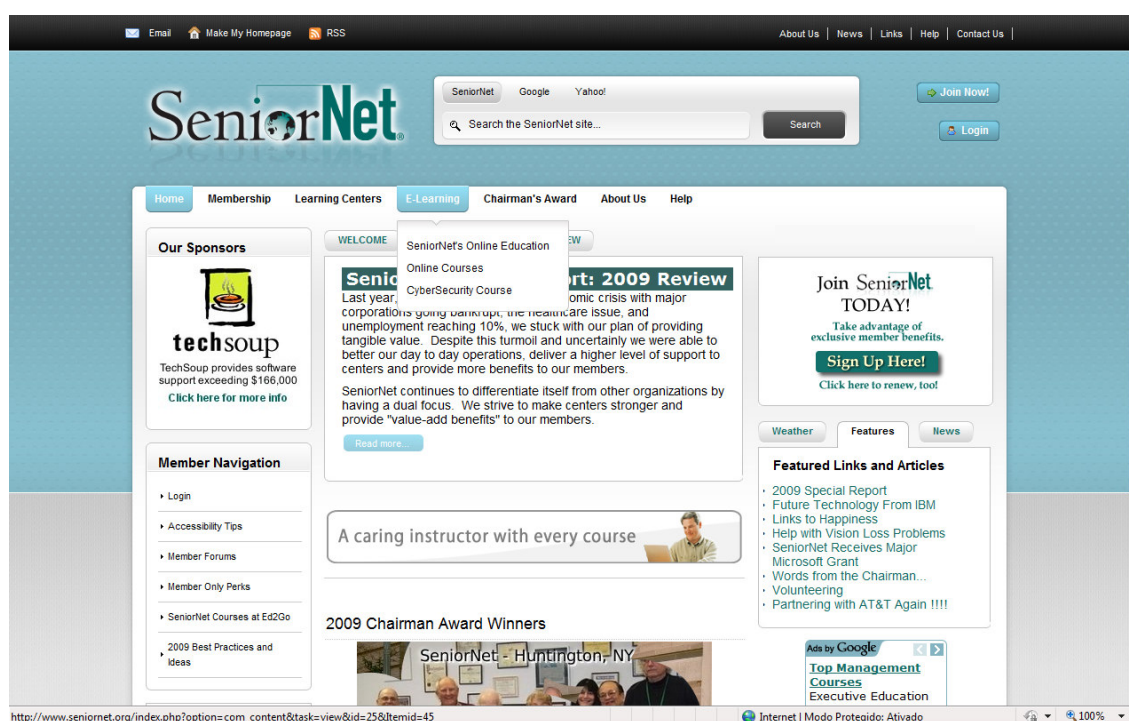 Email Make My Homepage RSS
About Us | News | Links | Help | Contact Us |
SeniorNet
SeniorNet Google Yahoo!
Search the SeniorNet site...
Search
Join Now!
Login
Home Membership Learning Centers E-Learning Chairman's Award About Us Help
SeniorNet's Online Education
Online Courses
CyberSecurity Course
Our Sponsors
techsoup
TechSoup provides software
support exceeding $166,000
Click here for more info
Member Navigation
Login
Accessibility Tips
Member Forums
Member Only Perks
SeniorNet Courses at Ed2Go
2009 Best Practices and
Ideas
WELCOME
: 2009 Review
Last year, omic crisis with major
corporations going bankrupt, the healthcare issue, and
unemployment reaching 10%, we stuck with our plan of providing
tangible value. Despite this turmoil and uncertainly we were able to
better our day to day operations, deliver a higher level of support to
centers and provide more benefits to our members.
SeniorNet continues to differentiate itself from other organizations by
having a dual focus. We strive to make centers stronger and
provide "value-add benefits" to our members.
Read more...
A caring instructor with every course
2009 Chairman Award Winners
SeniorNet - Huntington, NY
Join SeniorNet
TODAY!
Take advantage of
exclusive member benefits.
Sign Up Here!
Click here to renew, too!
Weather Features News
Featured Links and Articles
2009 Special Report
Future Technology From IBM
Links to Happiness
Help with Vision Loss Problems
SeniorNet Receives Major
Microsoft Grant
Words from the Chairman...
Volunteering
Partnering with AT&T Again !!!!
Ads by Google
Top Management
Courses
Executive Education
http://www.seniornet.org/index.php?option=com_content&task=view&id=25&Itemid=45
Internet | Modo Protegido: Ativado
100%